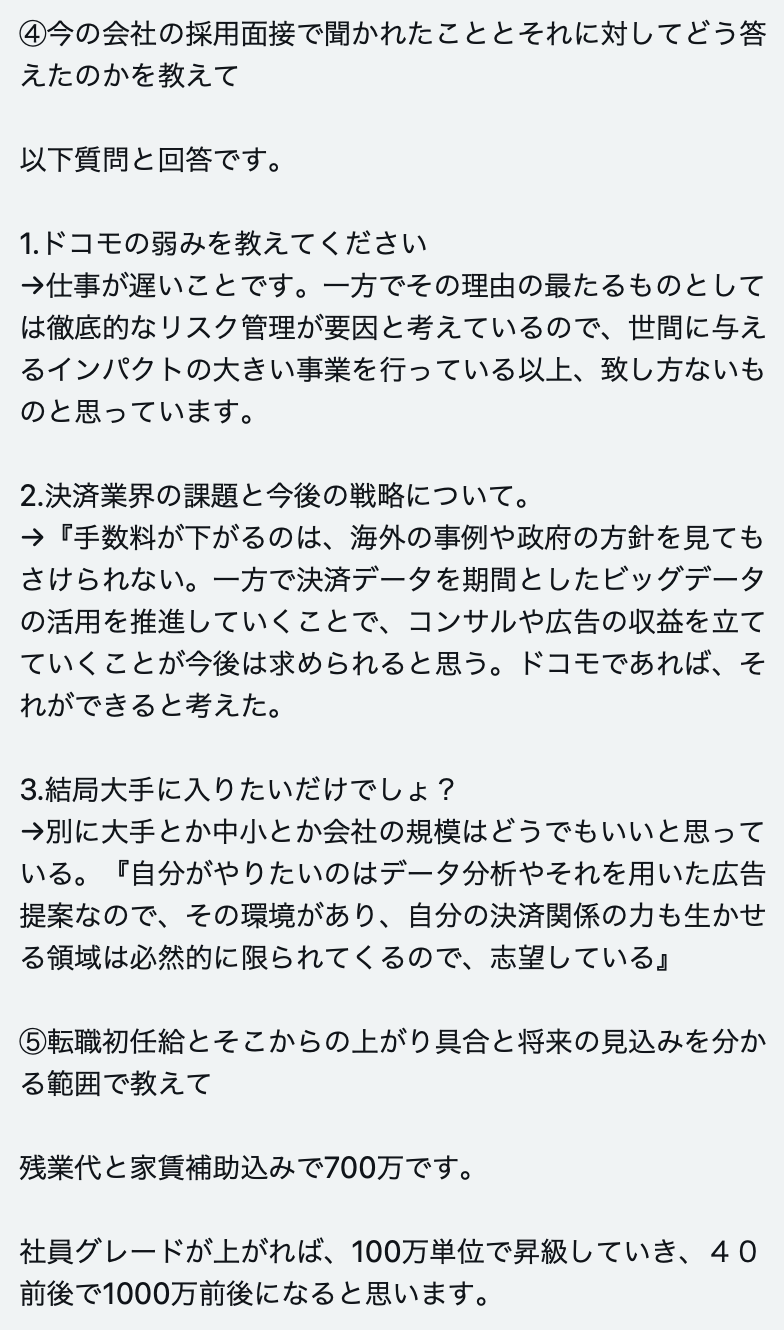 ④今の会社の採用面接で聞かれたこととそれに対してどう答
えたのかを教えて
以下質問と回答です。
1.ドコモの弱みを教えてください
→仕事が遅いことです。一方でその理由の最たるものとして
は徹底的なリスク管理が要因と考えているので、世間に与え
るインパクトの大きい事業を行っている以上、致し方ないも
のと思っています。
2.決済業界の課題と今後の戦略について。
→『手数料が下がるのは、海外の事例や政府の方針を見ても
さけられない。一方で決済データを期間としたビッグデータ
の活用を推進していくことで、コンサルや広告の収益を立て
ていくことが今後は求められると思う。ドコモであれば、そ
れができると考えた。
3.結局大手に入りたいだけでしょ？
→別に大手とか中小とか会社の規模はどうでもいいと思って
いる。『自分がやりたいのはデータ分析やそれを用いた広告
提案なので、その環境があり、自分の決済関係の力も生かせ
る領域は必然的に限られてくるので、志望している』
⑤転職初任給とそこからの上がり具合と将来の見込みを分か
る範囲で教えて
残業代と家賃補助込みで700万です。
社員グレードが上がれば、100万単位で昇級していき、４０
前後で1000万前後になると思います。